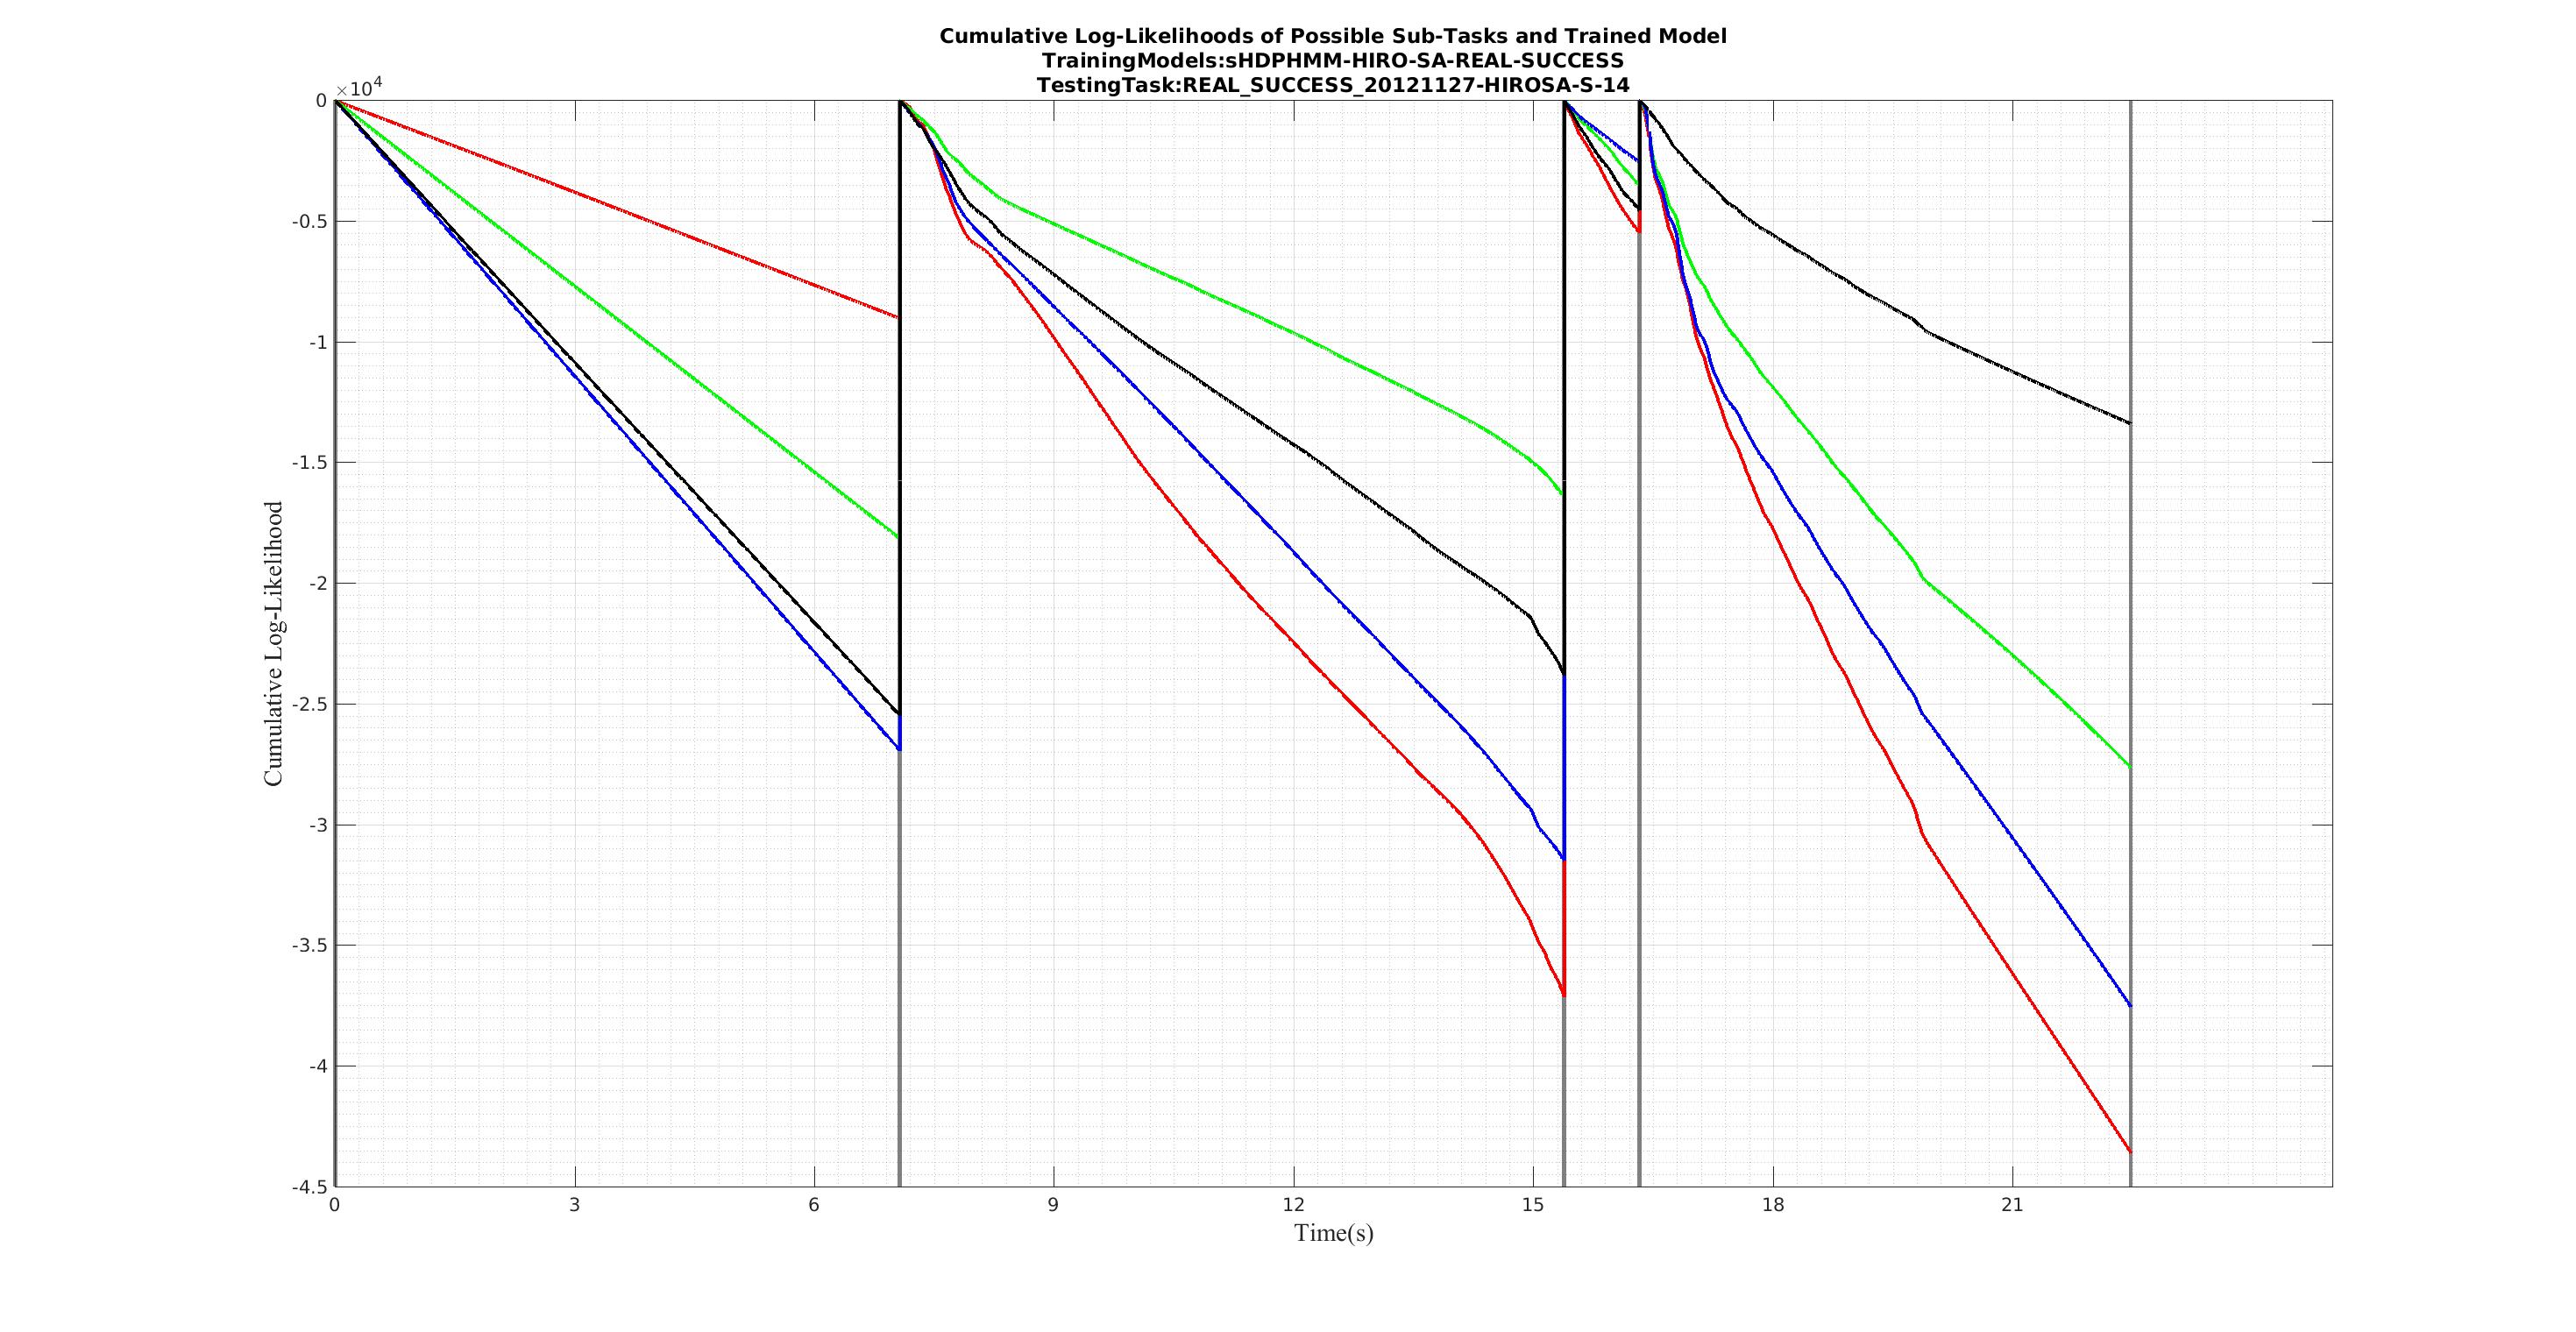 Cumulative Log-Likelihoods of Possible Sub-Tasks and Trained Model
TrainingModels:sHDPHMM-HIRO-SA-REAL-SUCCESS
TestingTask:REAL_SUCCESS_20121127-HIROSA-S-14
×10^4
0
-0.5
-1
-1.5
-2
-2.5
-3
-3.5
-4
-4.5
Cumulative Log-Likelihood
0 3 6 9 12 15 18 21
Time(s)